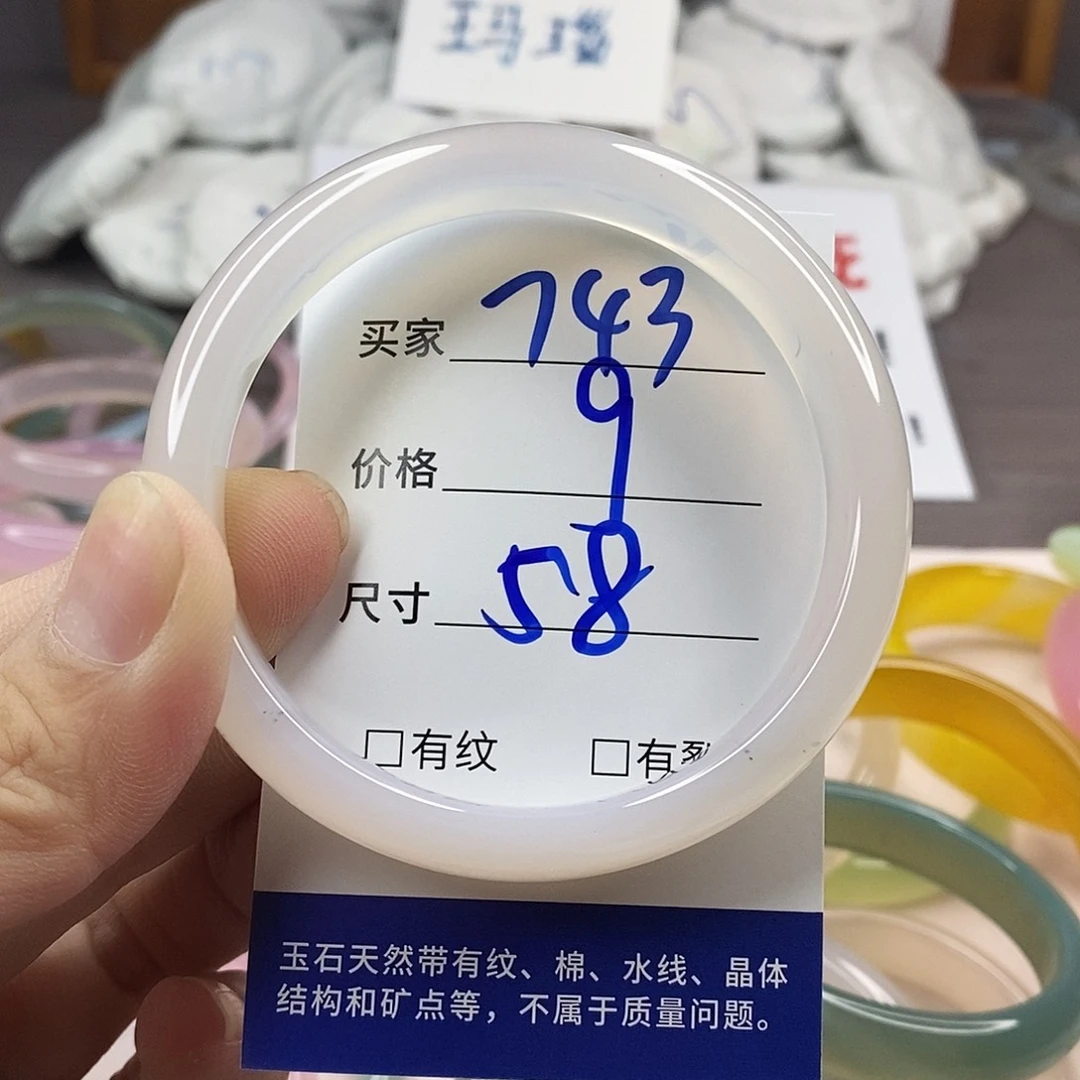 玛瑙
无
买家 743
价格 9
尺寸 58
□有纹 □有裂
玉石天然带有纹、棉、水线、晶体
结构和矿点等，不属于质量问题。